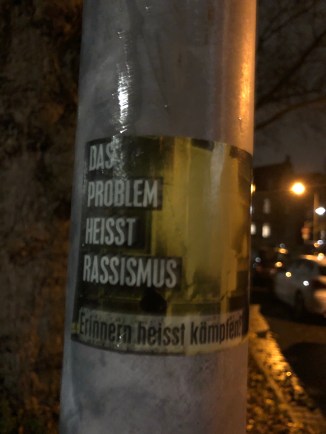 DAS
PROBLEM
HEISST
RASSISMUS
Erinnern heisst kämpfen